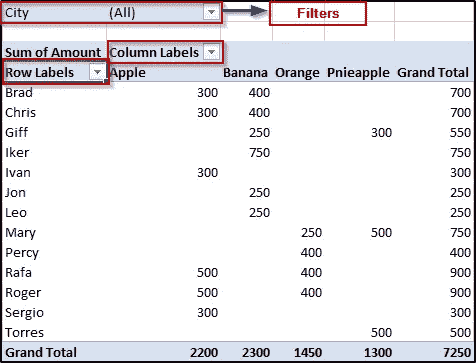 City (All) Filters
Sum of Amount Column Labels
Row Labels Apple Banana Orange Pnieapple Grand Total
Brad 300 400 700
Chris 300 400 700
Giff 250 300 550
Iker 750 750
Ivan 300 300
Jon 250 250
Leo 250 250
Mary 250 500 750
Percy 400 400
Rafa 500 400 900
Roger 500 400 900
Sergio 300 300
Torres 500 500
Grand Total 2200 2300 1450 1300 7250